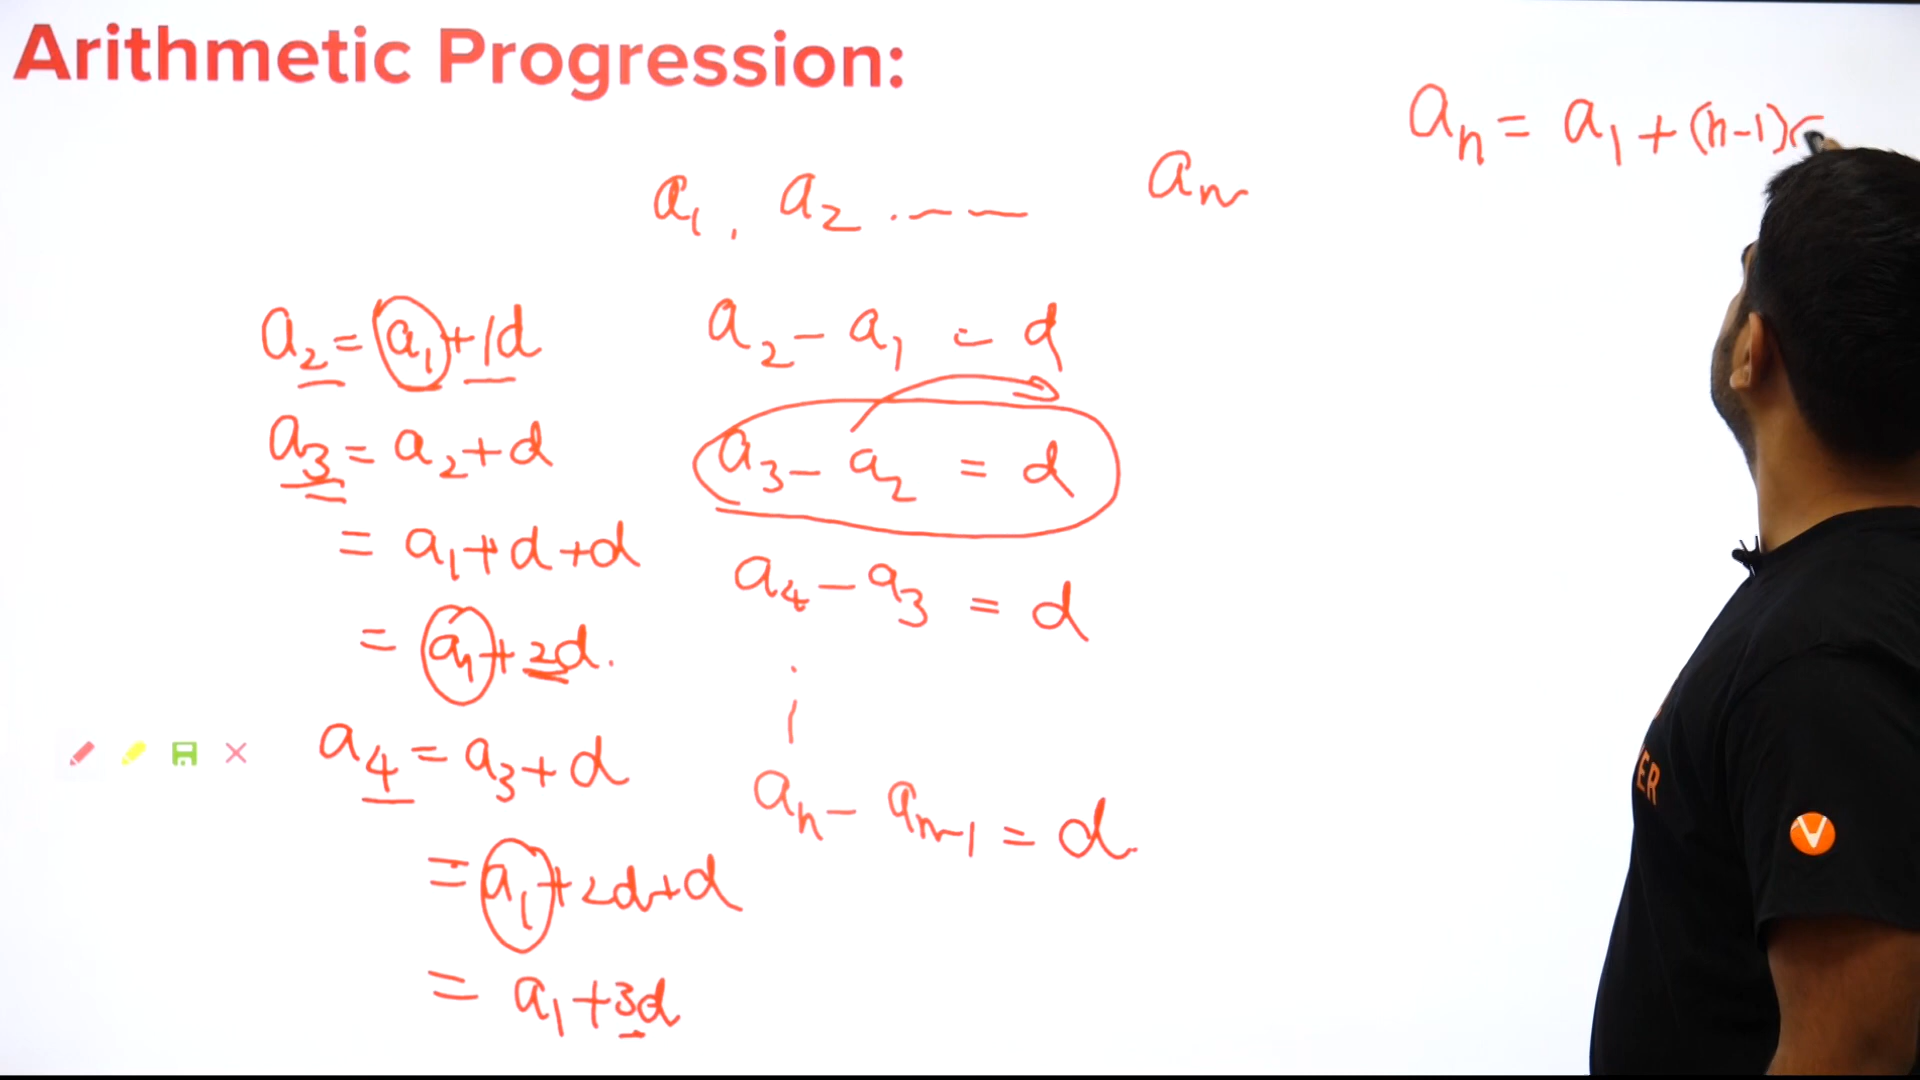 Arithmetic Progression:
aₙ = a₁ + (n-1)
a₁, a₂ .–– aₙ
a₂ = a₁ + 1d
a₃ = a₂ + d
= a₁ + d + d
= a₁ + 2d.
a₄ = a₃ + d
= a₁ + 2d + d
= a₁ + 3d
a₂ - a₁ = d
a₃ - a₂ = d
a₄ - a₃ = d
aₙ - aₙ₋₁ = d
ER
V